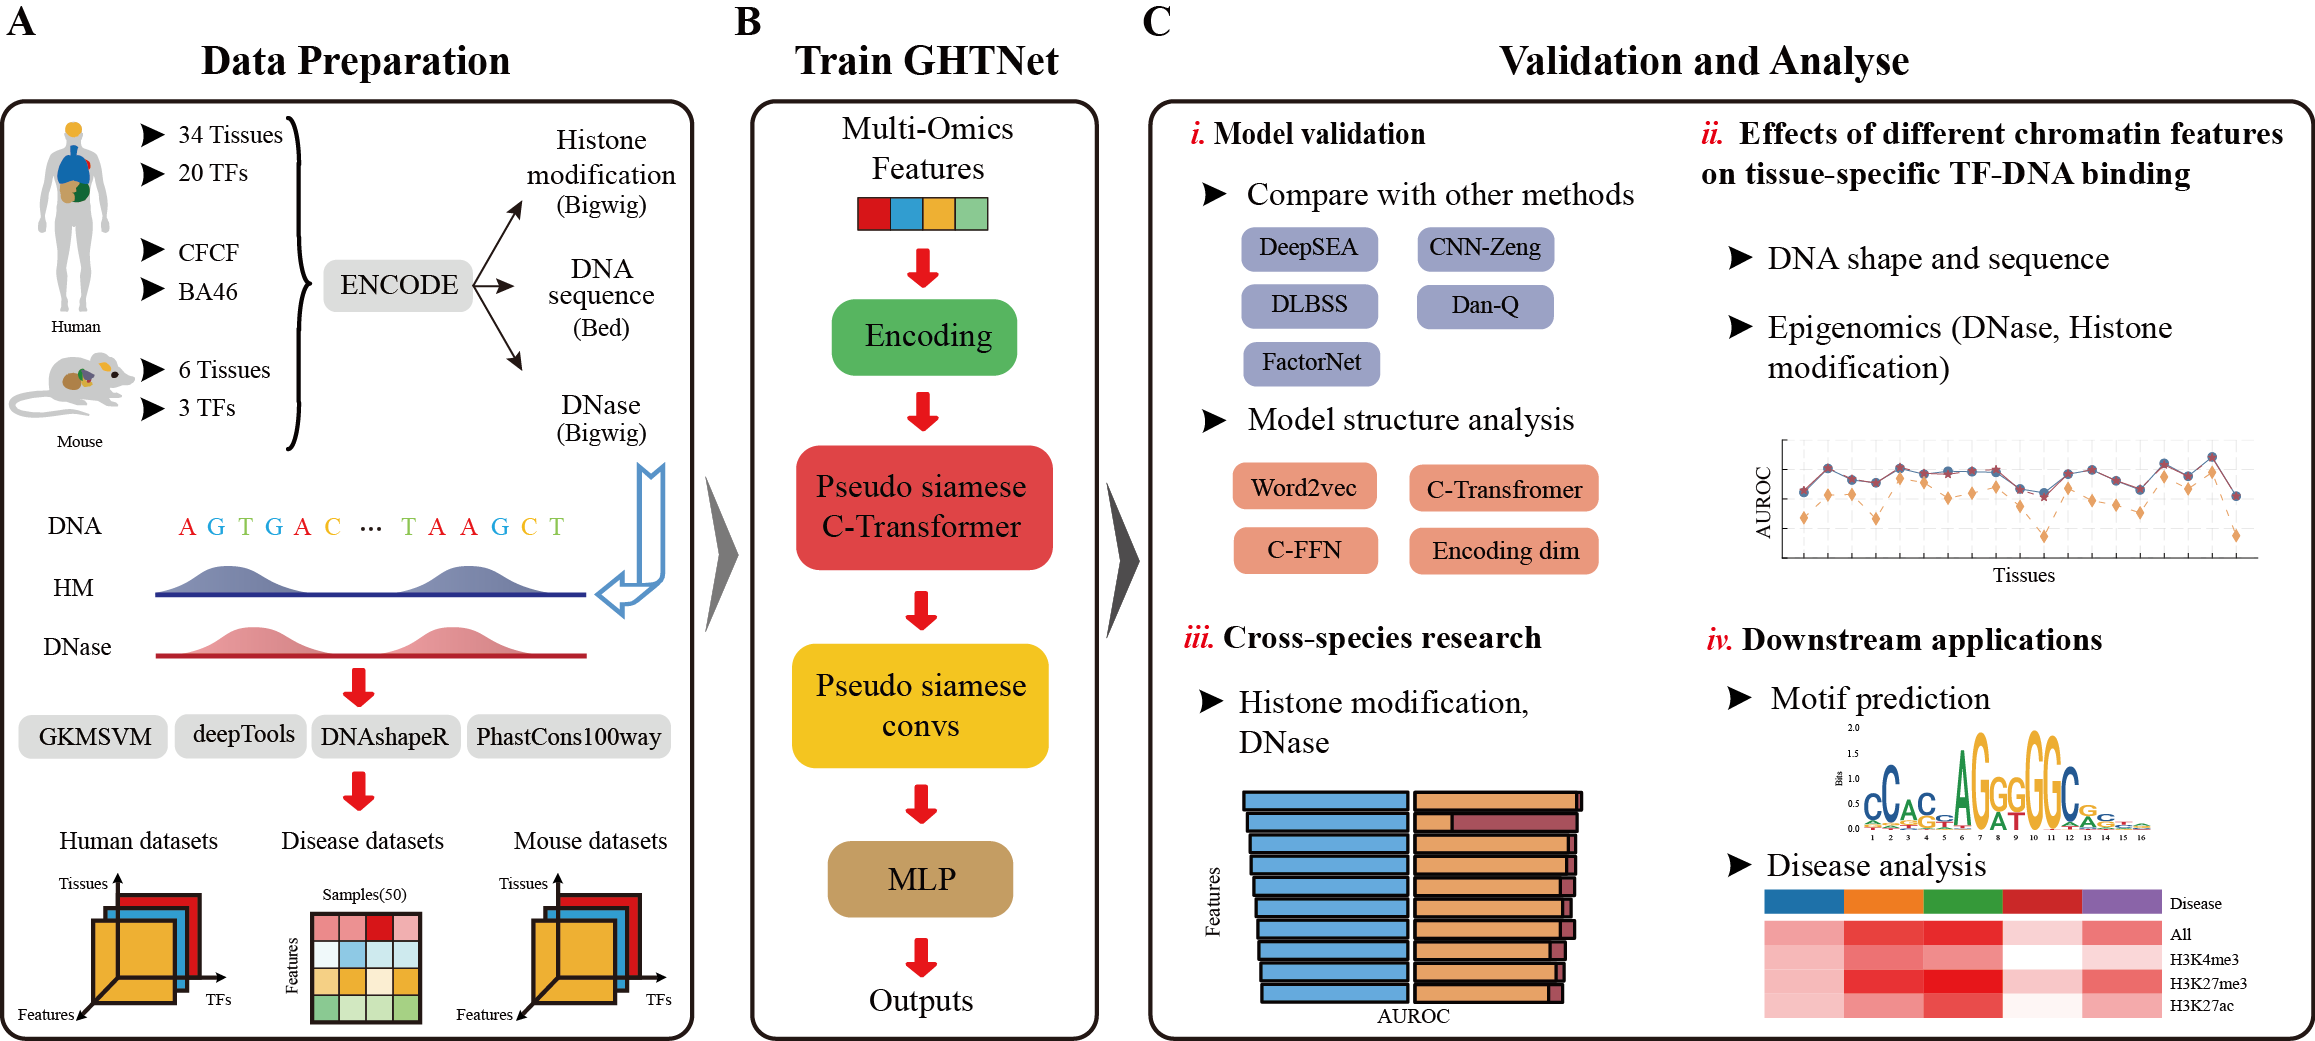 A
Data Preparation
34 Tissues
20 TFs
CFCF
BA46
Human
6 Tissues
3 TFs
Mouse
ENCODE
Histone
modification
(Bigwig)
DNA
sequence
(Bed)
DNase
(Bigwig)
DNA A G T G A C ... T A A G C T
HM
DNase
GKMSVM deepTools DNAshapeR PhastCons100way
Human datasets Disease datasets Mouse datasets
Tissues
TFs
Features
Samples(50)
Features
Tissues
TFs
Features
B
Train GHTNet
Multi-Omics
Features
Encoding
Pseudo siamese
C-Transformer
Pseudo siamese
convs
MLP
Outputs
C
Validation and Analyse
i. Model validation
Compare with other methods
DeepSEA CNN-Zeng
DLBSS Dan-Q
FactorNet
Model structure analysis
Word2vec C-Transfromer
C-FFN Encoding dim
ii. Effects of different chromatin features
on tissue-specific TF-DNA binding
DNA shape and sequence
Epigenomics (DNase, Histone
modification)
AUROC
Tissues
iii. Cross-species research
Histone modification,
DNase
Features
AUROC
iv. Downstream applications
Motif prediction
2.0
1.5
1.0
0.5
0.0
Bits
1 2 3 4 5 6 7 8 9 10 11 12 13 14 15 16
Disease analysis
Disease
All
H3K4me3
H3K27me3
H3K27ac